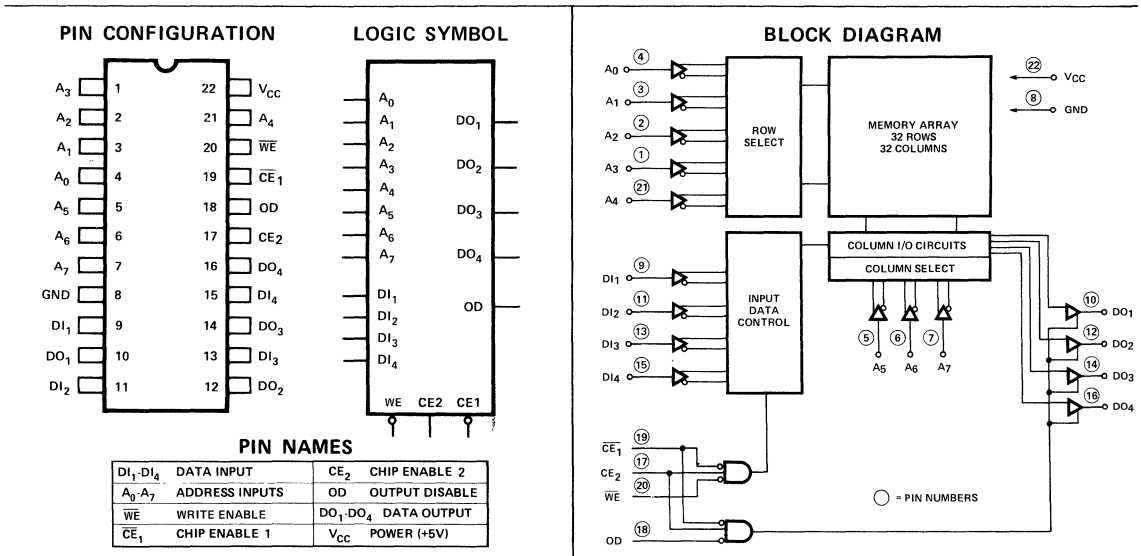 PIN CONFIGURATION
A3 1 22 VCC
A2 2 21 A4
A1 3 20 W̅E̅
A0 4 19 C̅E̅1
A5 5 18 OD
A6 6 17 CE2
A7 7 16 DO4
GND 8 15 DI4
DI1 9 14 DO3
DO1 10 13 DI3
DI2 11 12 DO2
LOGIC SYMBOL
A0
A1
A2
A3
A4
A5
A6
A7
DI1
DI2
DI3
DI4
DO1
DO2
DO3
DO4
OD
WE CE2 CE1
PIN NAMES
DI1-DI4 DATA INPUT CE2 CHIP ENABLE 2
A0-A7 ADDRESS INPUTS OD OUTPUT DISABLE
W̅E̅ WRITE ENABLE DO1-DO4 DATA OUTPUT
C̅E̅1 CHIP ENABLE 1 VCC POWER (+5V)
BLOCK DIAGRAM
A0 4
A1 3
A2 2
A3 1
A4 21
ROW
SELECT
MEMORY ARRAY
32 ROWS
32 COLUMNS
22 VCC
8 GND
COLUMN I/O CIRCUITS
COLUMN SELECT
DI1 9
DI2 11
DI3 13
DI4 15
INPUT
DATA
CONTROL
5 6 7
A5 A6 A7
10 DO1
12 DO2
14 DO3
16 DO4
C̅E̅1 19
CE2 17
W̅E̅ 20
OD 18
= PIN NUMBERS